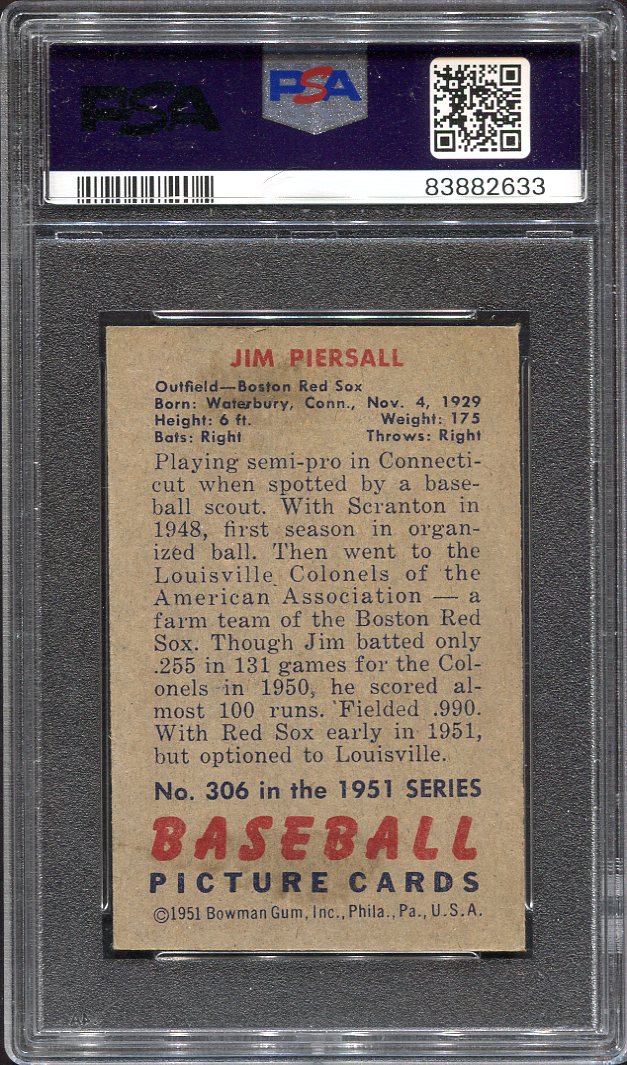 PSA
PSA
83882633
JIM PIERSALL
Outfield—Boston Red Sox
Born: Waterbury, Conn., Nov. 4, 1929
Height: 6 ft. Weight: 175
Bats: Right Throws: Right
Playing semi-pro in Connecti-
cut when spotted by a base-
ball scout. With Scranton in
1948, first season in organ-
ized ball. Then went to the
Louisville Colonels of the
American Association — a
farm team of the Boston Red
Sox. Though Jim batted only
.255 in 131 games for the Col-
onels in 1950, he scored al-
most 100 runs. Fielded .990.
With Red Sox early in 1951,
but optioned to Louisville.
No. 306 in the 1951 SERIES
BASEBALL
PICTURE CARDS
©1951 Bowman Gum, Inc., Phila., Pa., U.S.A.